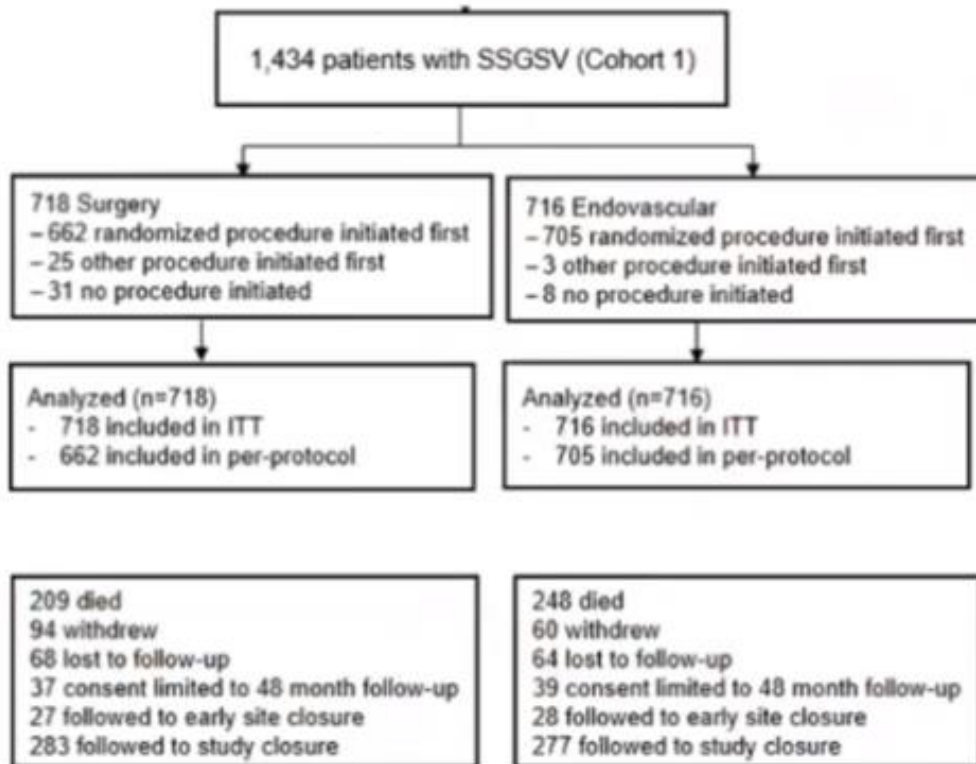 1,434 patients with SSGSV (Cohort 1)
718 Surgery
– 662 randomized procedure initiated first
– 25 other procedure initiated first
– 31 no procedure initiated
716 Endovascular
– 705 randomized procedure initiated first
– 3 other procedure initiated first
– 8 no procedure initiated
Analyzed (n=718)
- 718 included in ITT
- 662 included in per-protocol
Analyzed (n=716)
- 716 included in ITT
- 705 included in per-protocol
209 died
94 withdrew
68 lost to follow-up
37 consent limited to 48 month follow-up
27 followed to early site closure
283 followed to study closure
248 died
60 withdrew
64 lost to follow-up
39 consent limited to 48 month follow-up
28 followed to early site closure
277 followed to study closure